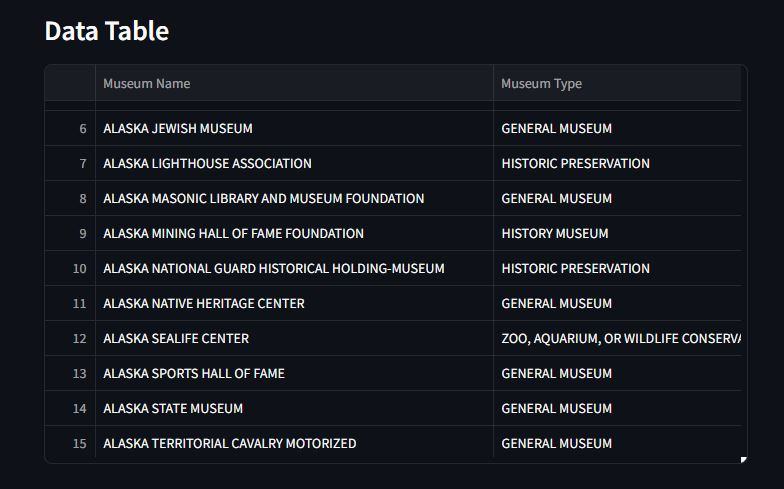 Data Table
Museum Name Museum Type
6 ALASKA JEWISH MUSEUM GENERAL MUSEUM
7 ALASKA LIGHTHOUSE ASSOCIATION HISTORIC PRESERVATION
8 ALASKA MASONIC LIBRARY AND MUSEUM FOUNDATION GENERAL MUSEUM
9 ALASKA MINING HALL OF FAME FOUNDATION HISTORY MUSEUM
10 ALASKA NATIONAL GUARD HISTORICAL HOLDING-MUSEUM HISTORIC PRESERVATION
11 ALASKA NATIVE HERITAGE CENTER GENERAL MUSEUM
12 ALASKA SEALIFE CENTER ZOO, AQUARIUM, OR WILDLIFE CONSERVA
13 ALASKA SPORTS HALL OF FAME GENERAL MUSEUM
14 ALASKA STATE MUSEUM GENERAL MUSEUM
15 ALASKA TERRITORIAL CAVALRY MOTORIZED GENERAL MUSEUM